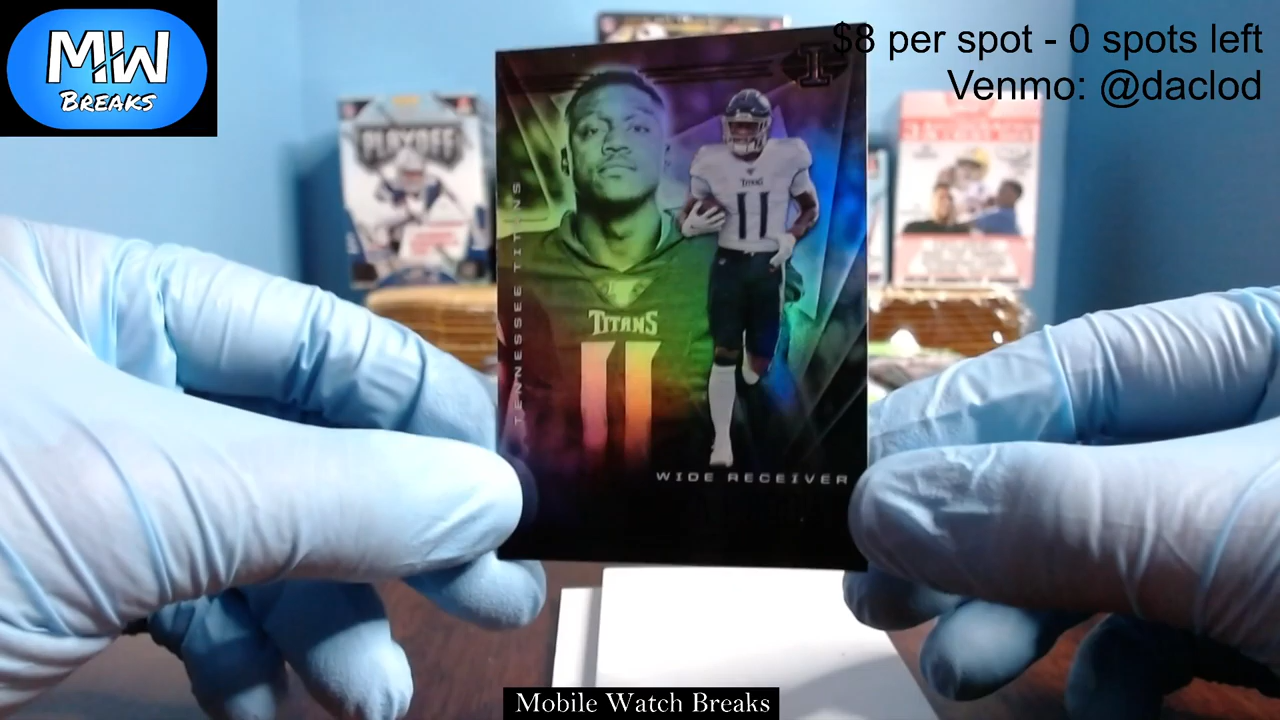 MW
BREAKS
$8 per spot - 0 spots left
Venmo: @daclod
PLAYOFF
TENNESSEE TITANS
I
TITANS
11
TITANS
11
WIDE RECEIVER
Mobile Watch Breaks